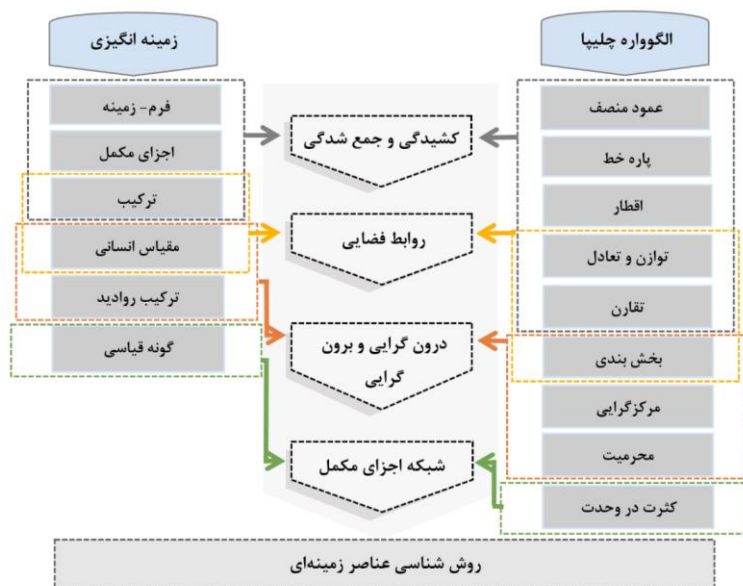 الگوواره چلیپا
عمود منصف
پاره خط
اقطار
توازن و تعادل
تقارن
بخش بندی
مرکزگرایی
محرمیت
کثرت در وحدت
کشیدگی و جمع شدگی
روابط فضایی
درون گرایی و برون
گرایی
شبکه اجزای مکمل
زمینه انگیزی
فرم- زمینه
اجزای مکمل
ترکیب
مقیاس انسانی
ترکیب روادید
گونه قیاسی
روش شناسی عناصر زمینه‌ای